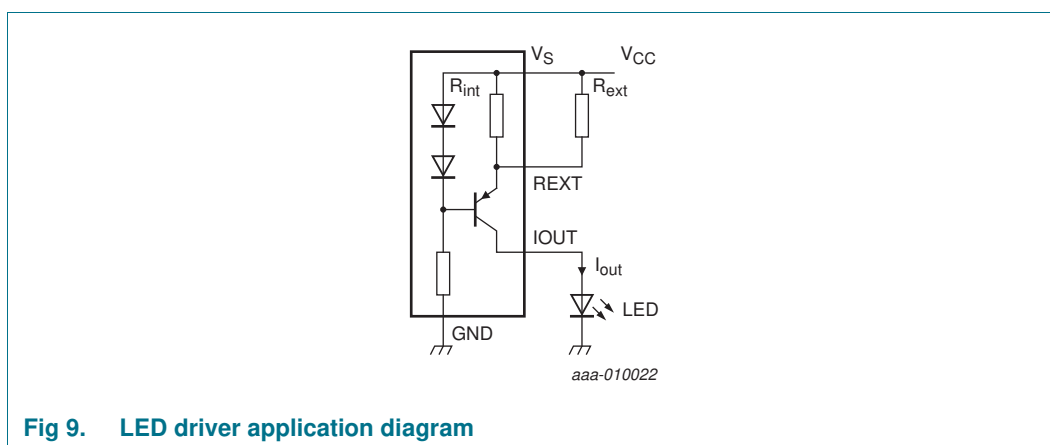 VS VCC
Rint Rext
REXT
IOUT
Iout
LED
GND
aaa-010022
Fig 9. LED driver application diagram